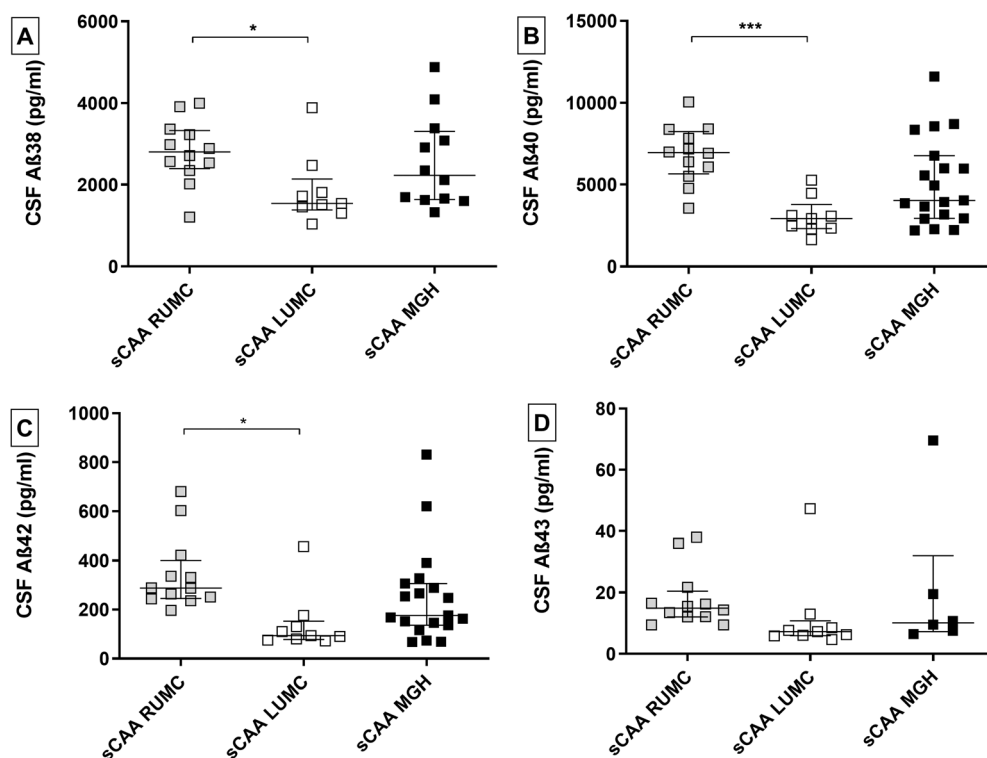 A
CSF Aß38 (pg/ml)
6000
4000
2000
0
*
sCAA RUMC
sCAA LUMC
sCAA MGH
B
CSF Aß40 (pg/ml)
15000
10000
5000
0
***
sCAA RUMC
sCAA LUMC
sCAA MGH
C
CSF Aß42 (pg/ml)
1000
800
600
400
200
0
*
sCAA RUMC
sCAA LUMC
sCAA MGH
D
CSF Aß43 (pg/ml)
80
60
40
20
0
sCAA RUMC
sCAA LUMC
sCAA MGH